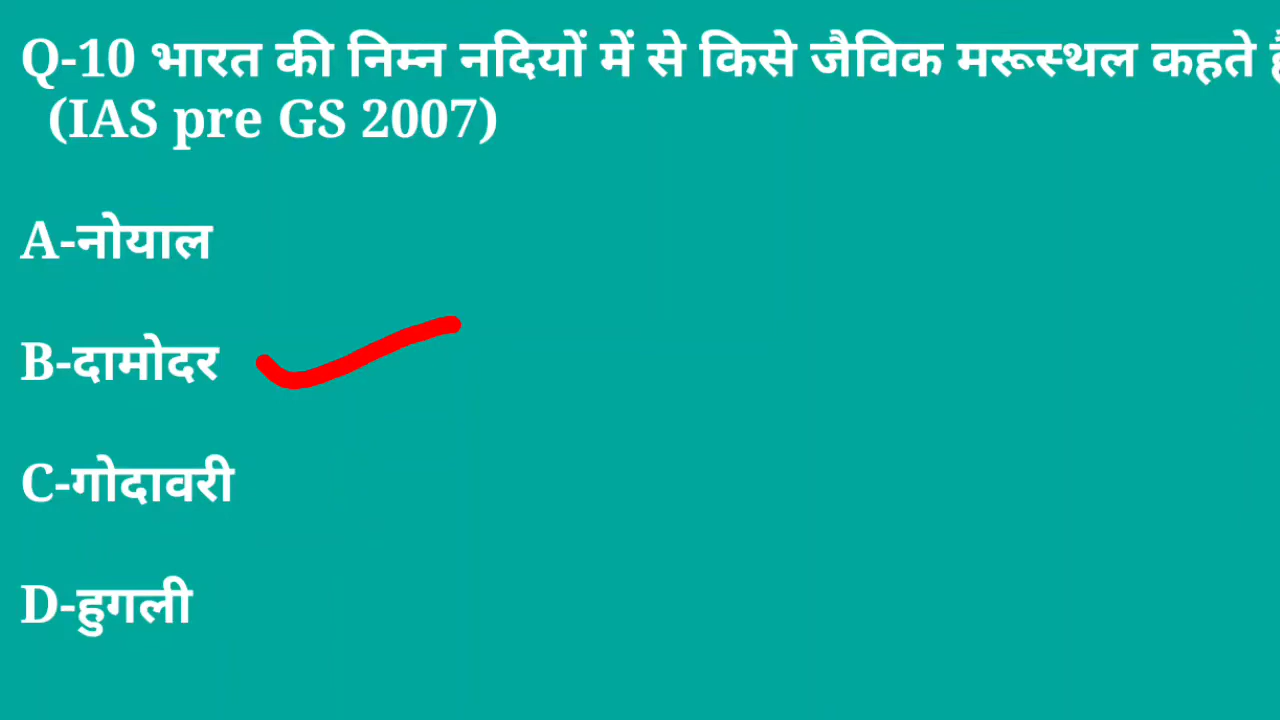 Q-10 भारत की निम्न नदियों में से किसे जैविक मरूस्थल कहते
(IAS pre GS 2007)
A-नोयाल
B-दामोदर
C-गोदावरी
D-हुगली